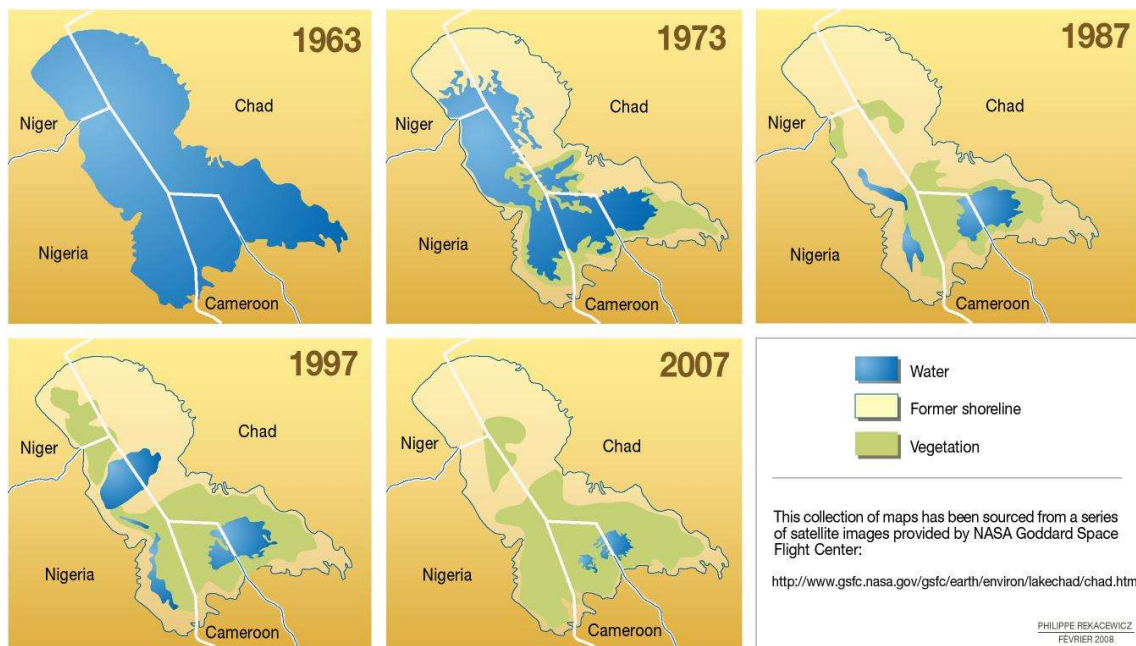 1963
Chad
Niger
Nigeria
Cameroon
1973
Chad
Niger
Nigeria
Cameroon
1987
Chad
Niger
Nigeria
Cameroon
1997
Chad
Niger
Nigeria
Cameroon
2007
Chad
Niger
Nigeria
Cameroon
Water
Former shoreline
Vegetation
This collection of maps has been sourced from a series
of satellite images provided by NASA Goddard Space
Flight Center:
http://www.gsfc.nasa.gov/gsfc/earth/environ/lakechad/chad.htm
PHILIPPE REKACEWICZ
FÉVRIER 2008